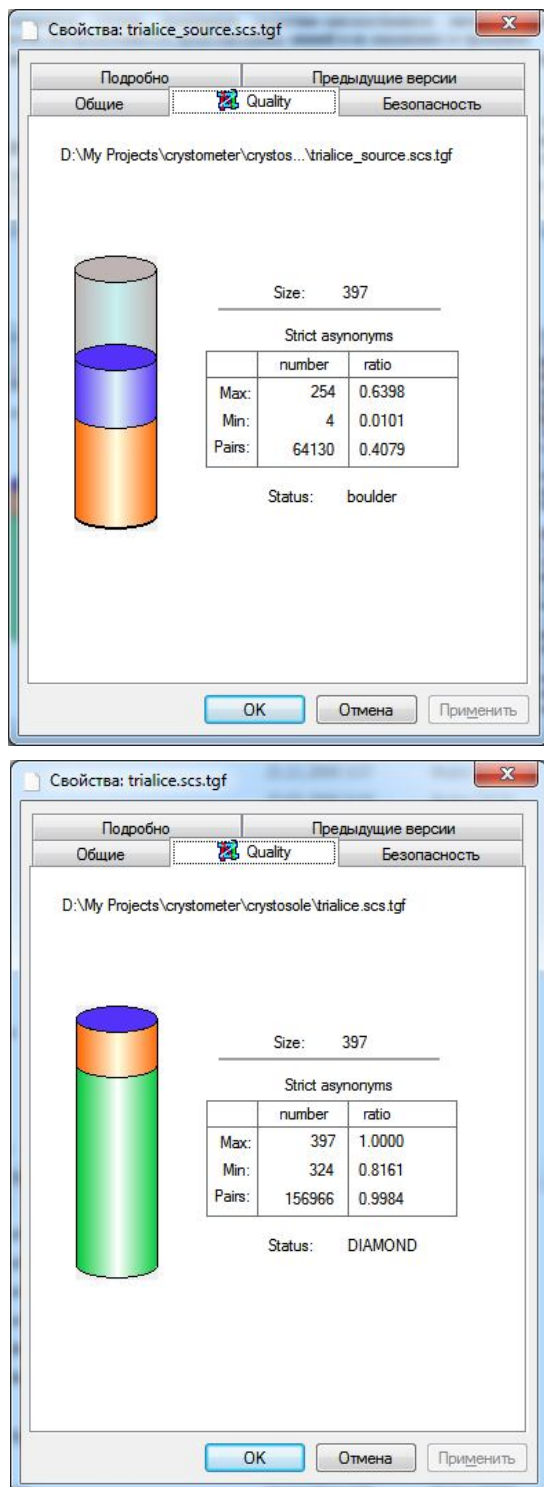 Свойства: trialice_source.scs.tgf
Подробно Предыдущие версии
Общие Quality Безопасность
D:\My Projects\crystometer\crystos...\trialice_source.scs.tgf
Size: 397
Strict asynonyms
number ratio
Max: 254 0.6398
Min: 4 0.0101
Pairs: 64130 0.4079
Status: boulder
OK Отмена Применить
Свойства: trialice.scs.tgf
Подробно Предыдущие версии
Общие Quality Безопасность
D:\My Projects\crystometer\crystosole\trialice.scs.tgf
Size: 397
Strict asynonyms
number ratio
Max: 397 1.0000
Min: 324 0.8161
Pairs: 156966 0.9984
Status: DIAMOND
OK Отмена Применить